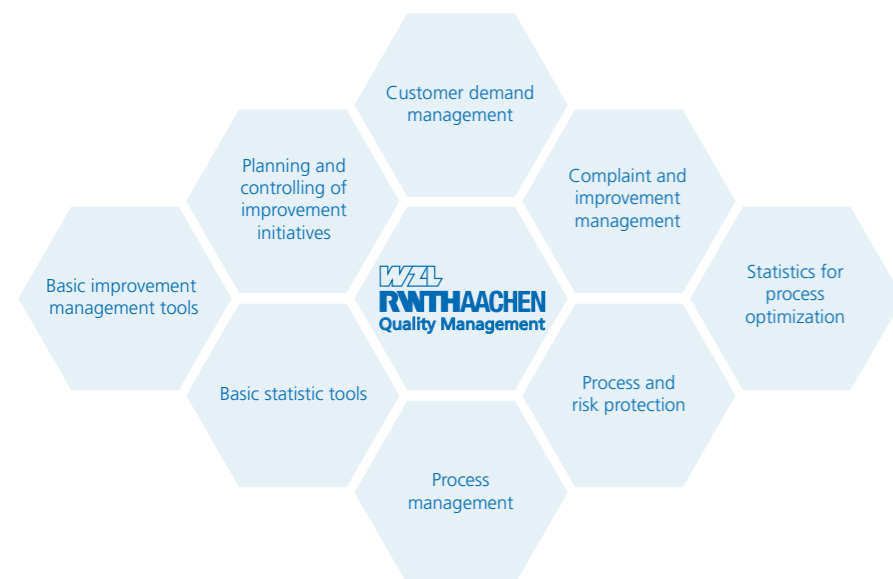 Customer demand
management
Planning and
controlling of
improvement
initiatives
Complaint and
improvement
management
Basic improvement
management tools
WZL
RWTHAACHEN
Quality Management
Statistics for
process
optimization
Basic statistic tools
Process and
risk protection
Process
management